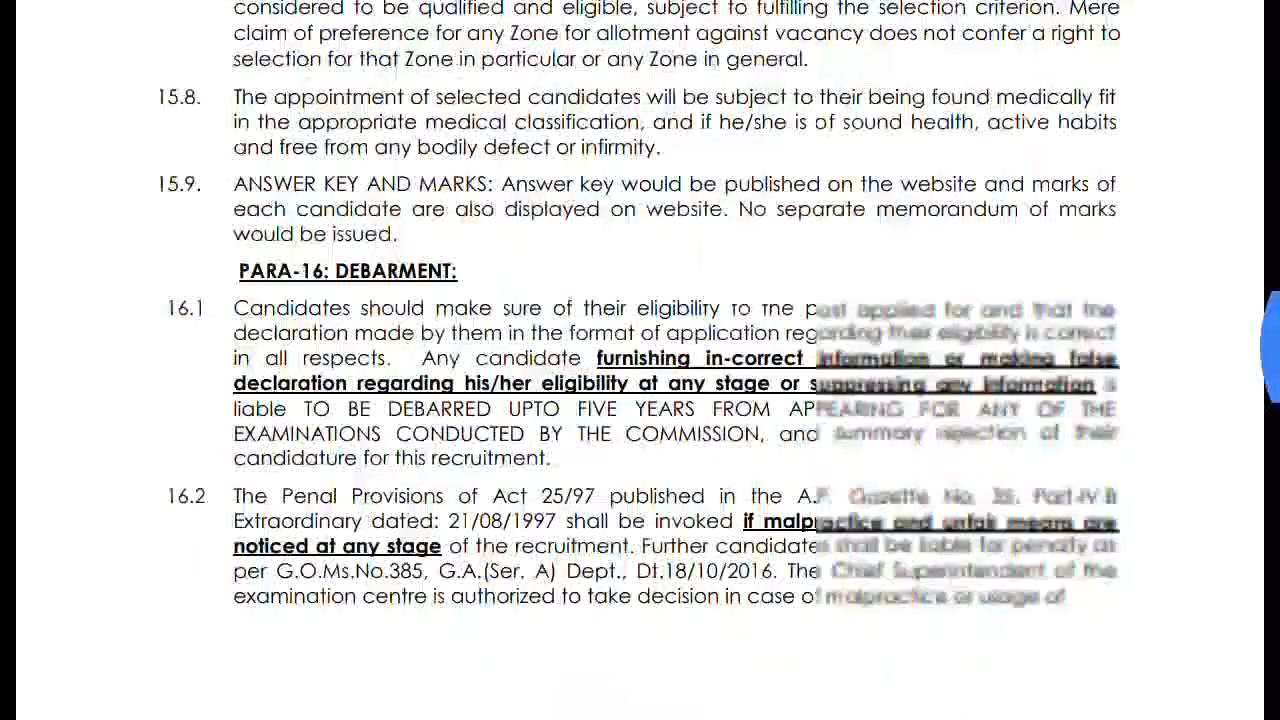 considered to be qualified and eligible, subject to fulfilling the selection criterion. Mere
claim of preference for any Zone for allotment against vacancy does not confer a right to
selection for that Zone in particular or any Zone in general.
15.8. The appointment of selected candidates will be subject to their being found medically fit
in the appropriate medical classification, and if he/she is of sound health, active habits
and free from any bodily defect or infirmity.
15.9. ANSWER KEY AND MARKS: Answer key would be published on the website and marks of
each candidate are also displayed on website. No separate memorandum of marks
would be issued.
PARA-16: DEBARMENT:
16.1 Candidates should make sure of their eligibility to the post applied for and that the
declaration made by them in the format of application regarding their eligibility is correct
in all respects. Any candidate furnishing in-correct information or making false
declaration regarding his/her eligibility at any stage or suppressing any information
liable TO BE DEBARRED UPTO FIVE YEARS FROM APPEARING FOR ANY OF THE
EXAMINATIONS CONDUCTED BY THE COMMISSION, and summary rejection of their
candidature for this recruitment.
16.2 The Penal Provisions of Act 25/97 published in the A.P. Gazette No. 35, Part-IV B
Extraordinary dated: 21/08/1997 shall be invoked if malpractice and unfair means are
noticed at any stage of the recruitment. Further candidates shall be liable for penalty as
per G.O.Ms.No.385, G.A.(Ser. A) Dept., Dt.18/10/2016. The Chief Superintendent of the
examination centre is authorized to take decision in case of malpractice or usage of